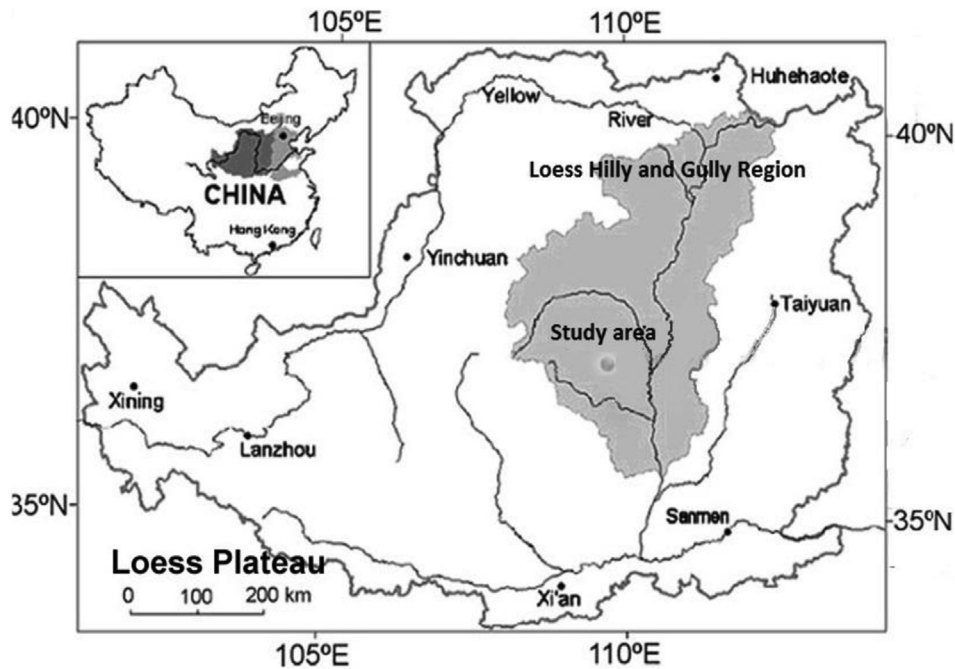 105ºE
110ºE
40ºN
Beijing
CHINA
Hong Kong
Huhehaote
Yellow
River
40ºN
Loess Hilly and Gully Region
Yinchuan
Taiyuan
Study area
Xining
Lanzhou
35ºN
Sanmen
35ºN
Loess Plateau
0 100 200 km
Xi'an
105ºE
110ºE